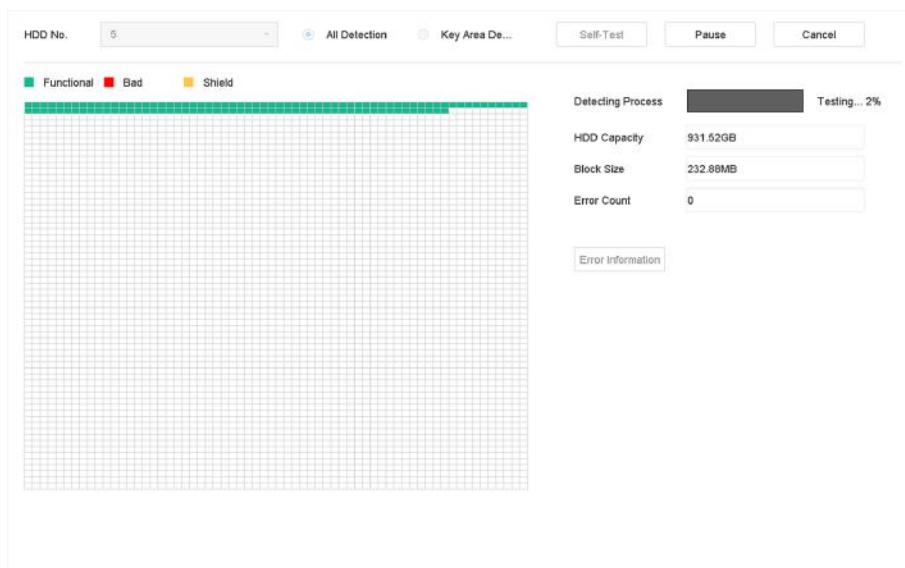 HDD No. 5 All Detection Key Area De... Self-Test Pause Cancel
Functional Bad Shield
Detecting Process Testing... 2%
HDD Capacity 931.52GB
Block Size 232.88MB
Error Count 0
Error Information